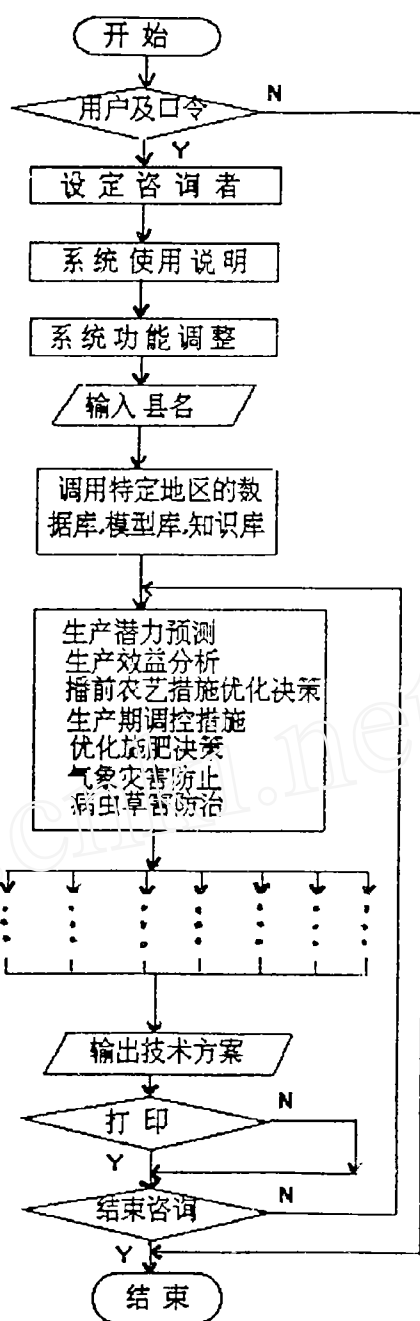 开始
用户及口令
N
Y
设定咨询者
系统使用说明
系统功能调整
输入县名
调用特定地区的数
据库,模型库,知识库
生产潜力预测
生产效益分析
播前农艺措施优化决策
生产期调控措施
优化施肥决策
气象灾害防止
病虫草害防治
输出技术方案
打印
N
Y
结束咨询
N
Y
结束